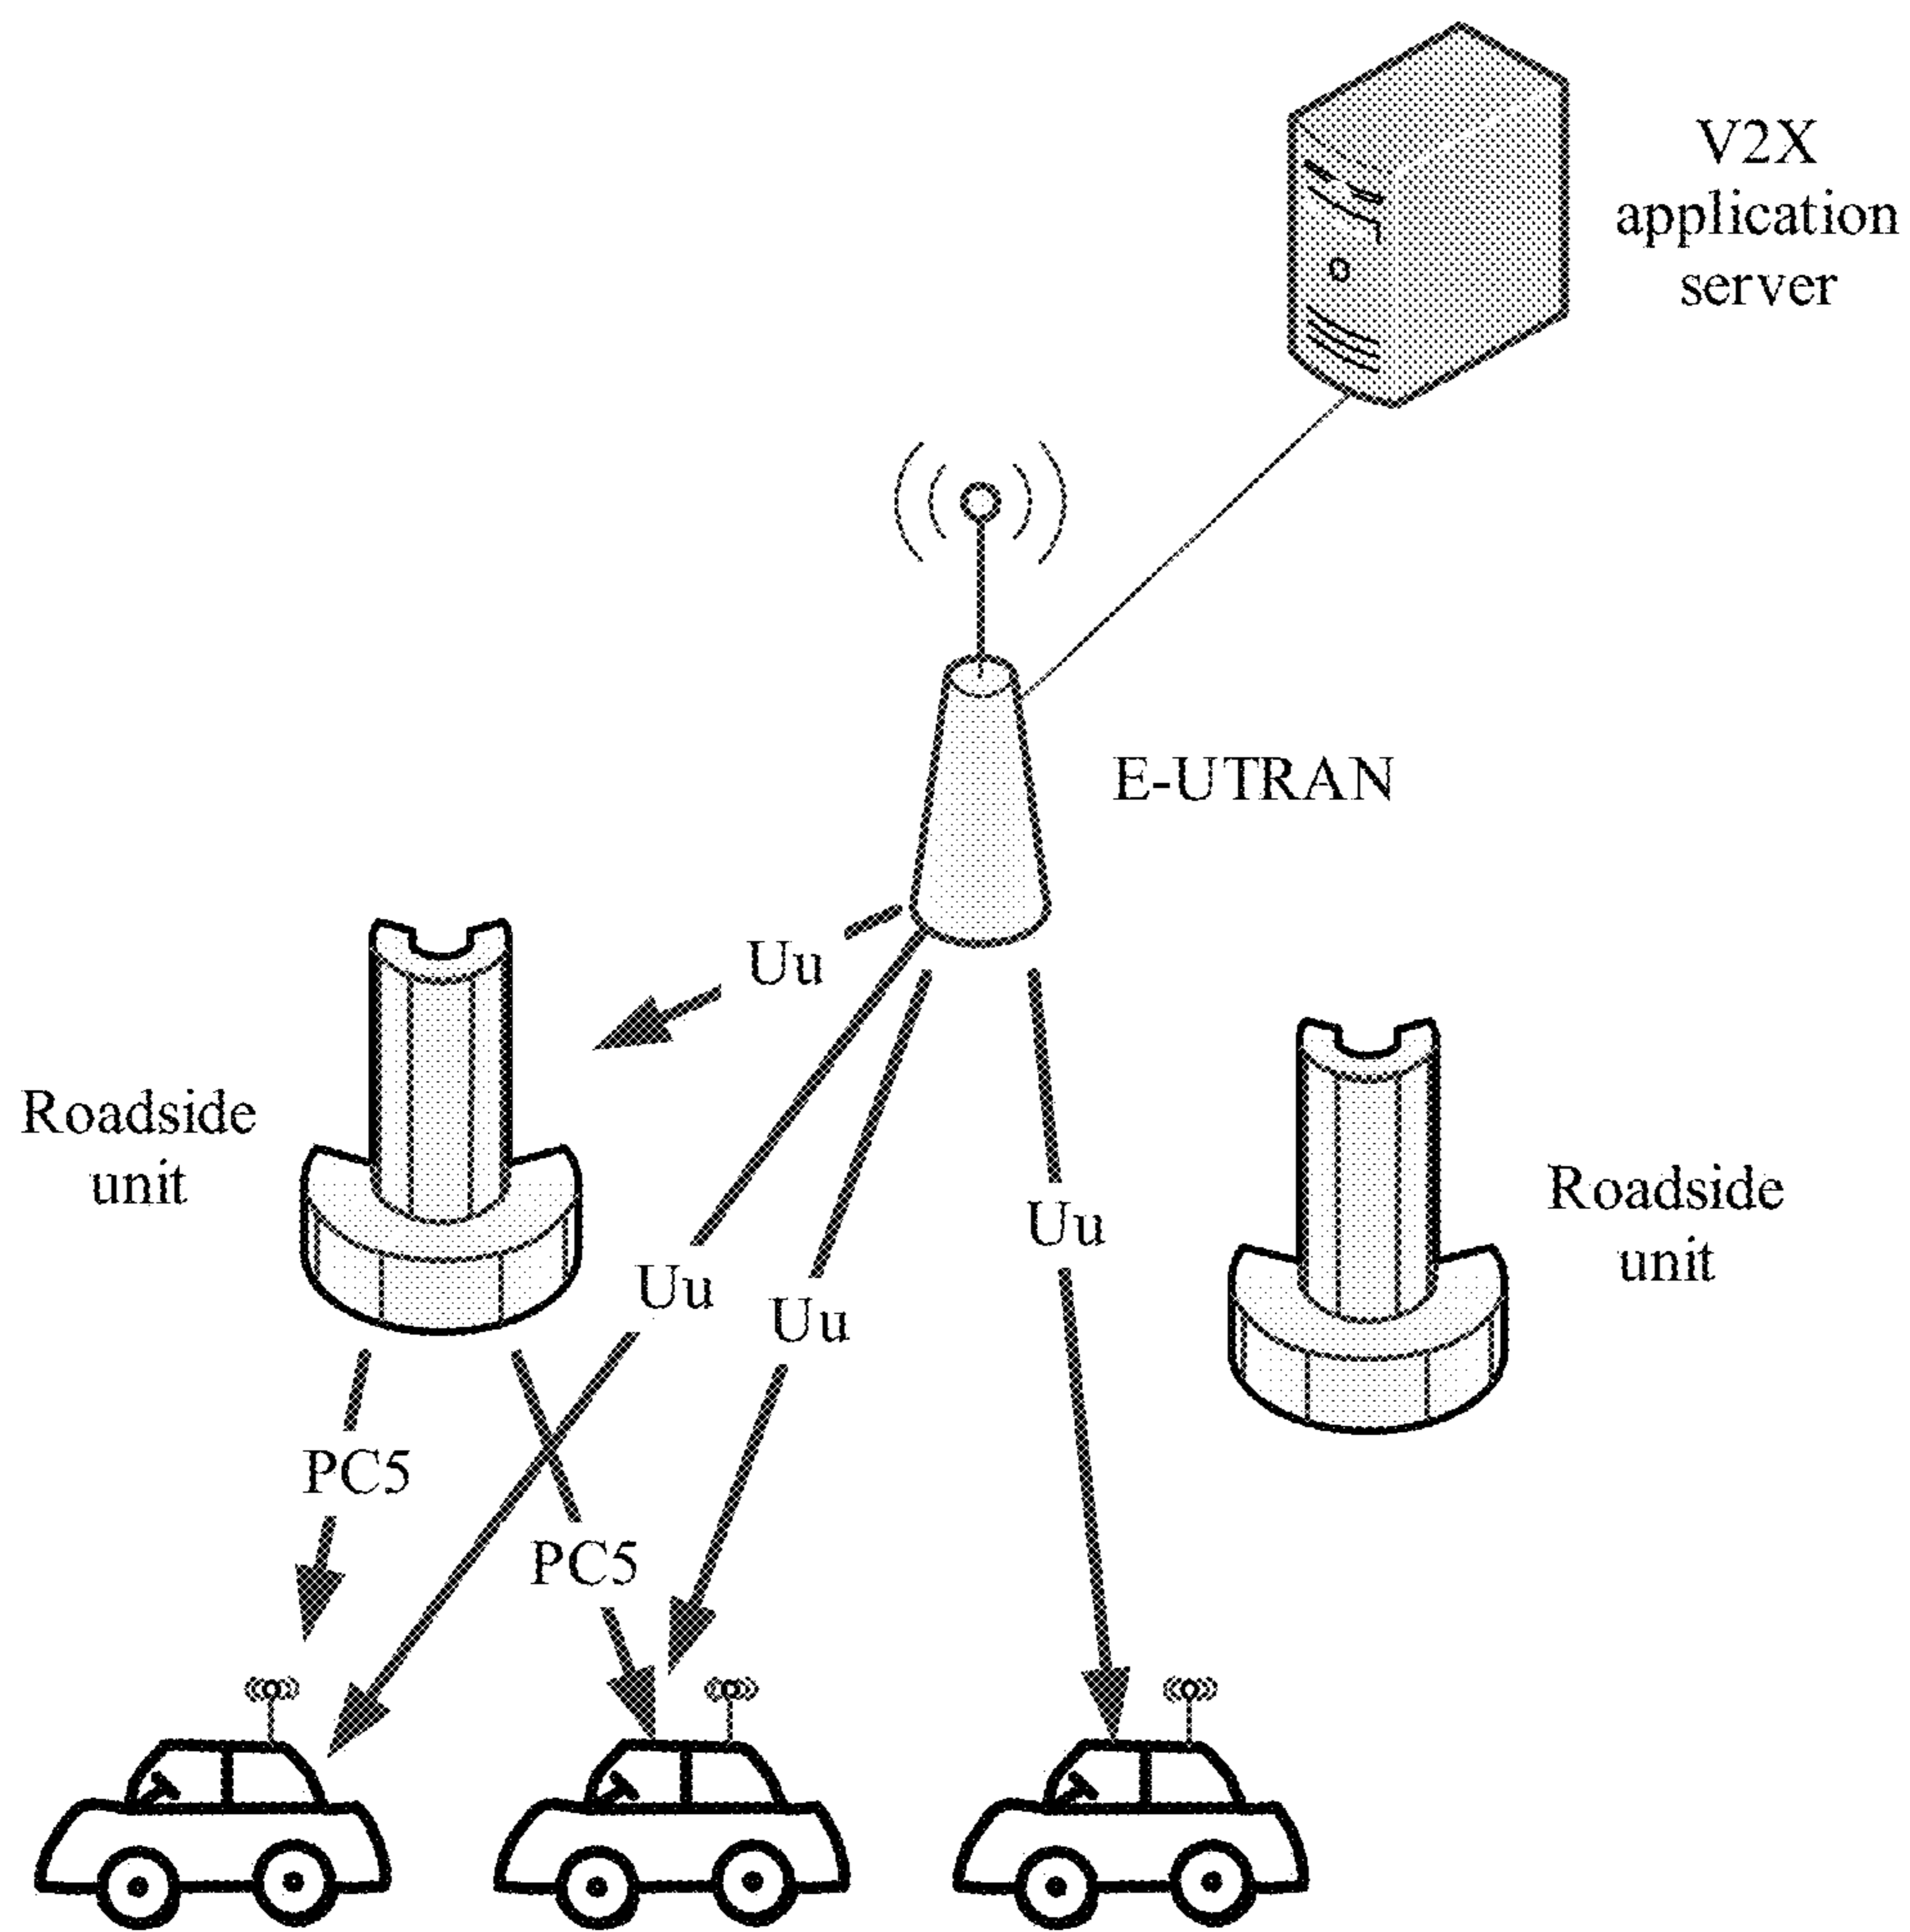 V2X
application
server
E-UTRAN
Uu
Roadside
unit
Roadside
unit
Uu
Uu
Uu
PC5
PC5